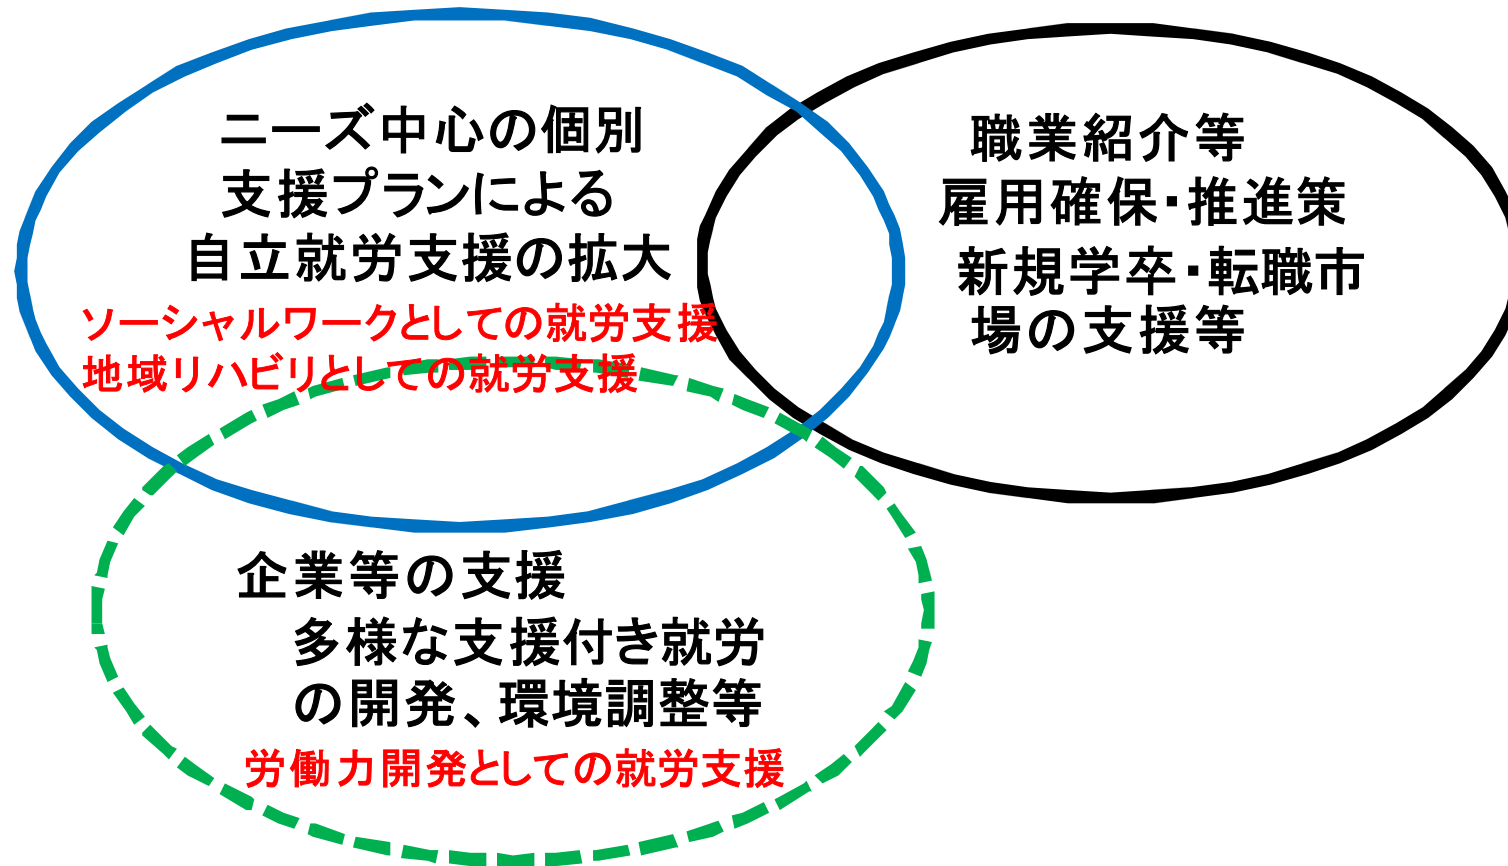 ニーズ中心の個別
支援プランによる
自立就労支援の拡大
ソーシャルワークとしての就労支援
地域リハビリとしての就労支援
職業紹介等
雇用確保・推進策
新規学卒・転職市
場の支援等
企業等の支援
多様な支援付き就労
の開発、環境調整等
労働力開発としての就労支援